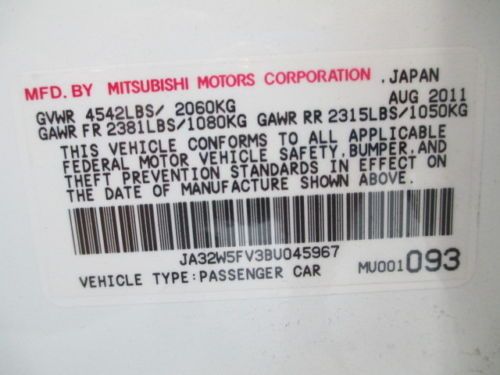 MFD. BY MITSUBISHI MOTORS CORPORATION .JAPAN
GVWR 4542LBS/ 2060KG AUG 2011
GAWR FR 2381LBS/1080KG GAWR RR 2315LBS/1050KG
THIS VEHICLE CONFORMS TO ALL APPLICABLE
FEDERAL MOTOR VEHICLE SAFETY,BUMPER,AND
THEFT PREVENTION STANDARDS IN EFFECT ON
THE DATE OF MANUFACTURE SHOWN ABOVE.
JA32W5FV3BU045967
VEHICLE TYPE:PASSENGER CAR MU001093